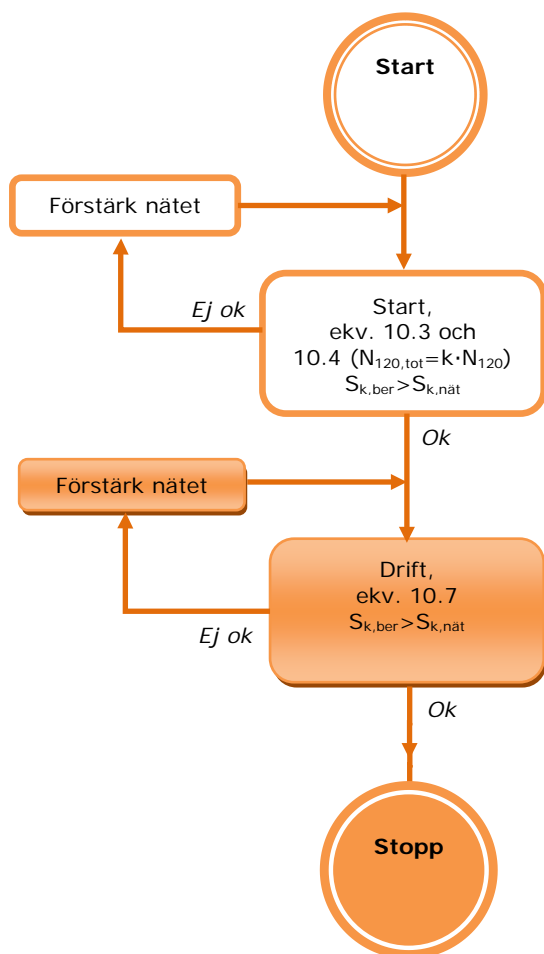 Start
Förstärk nätet
Ej ok
Start,
ekv. 10.3 och
10.4 (N120,tot=k·N120)
Sk,ber>Sk,nät
Ok
Förstärk nätet
Drift,
ekv. 10.7
Sk,ber>Sk,nät
Ej ok
Ok
Stopp